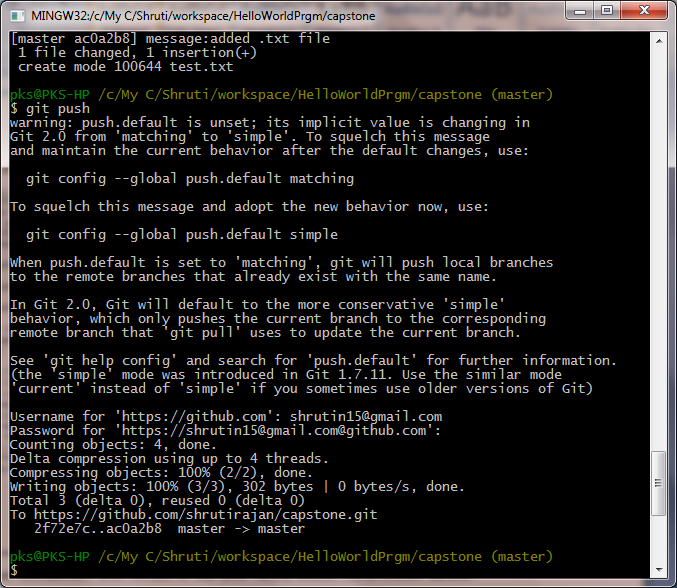 MINGW32:/c/My C/Shruti/workspace/HelloWorldPrgm/capstone
[master ac0a2b8] message:added .txt file
 1 file changed, 1 insertion(+)
 create mode 100644 test.txt
pks@PKS-HP /c/My C/Shruti/workspace/HelloWorldPrgm/capstone (master)
$ git push
warning: push.default is unset; its implicit value is changing in
Git 2.0 from 'matching' to 'simple'. To squelch this message
and maintain the current behavior after the default changes, use:
  git config --global push.default matching
To squelch this message and adopt the new behavior now, use:
  git config --global push.default simple
When push.default is set to 'matching', git will push local branches
to the remote branches that already exist with the same name.
In Git 2.0, Git will default to the more conservative 'simple'
behavior, which only pushes the current branch to the corresponding
remote branch that 'git pull' uses to update the current branch.
See 'git help config' and search for 'push.default' for further information.
(the 'simple' mode was introduced in Git 1.7.11. Use the similar mode
'current' instead of 'simple' if you sometimes use older versions of Git)
Username for 'https://github.com': shrutin15@gmail.com
Password for 'https://shrutin15@gmail.com@github.com':
Counting objects: 4, done.
Delta compression using up to 4 threads.
Compressing objects: 100% (2/2), done.
Writing objects: 100% (3/3), 302 bytes | 0 bytes/s, done.
Total 3 (delta 0), reused 0 (delta 0)
To https://github.com/shrutirajan/capstone.git
   2f72e7c..ac0a2b8  master -> master
pks@PKS-HP /c/My C/Shruti/workspace/HelloWorldPrgm/capstone (master)
$